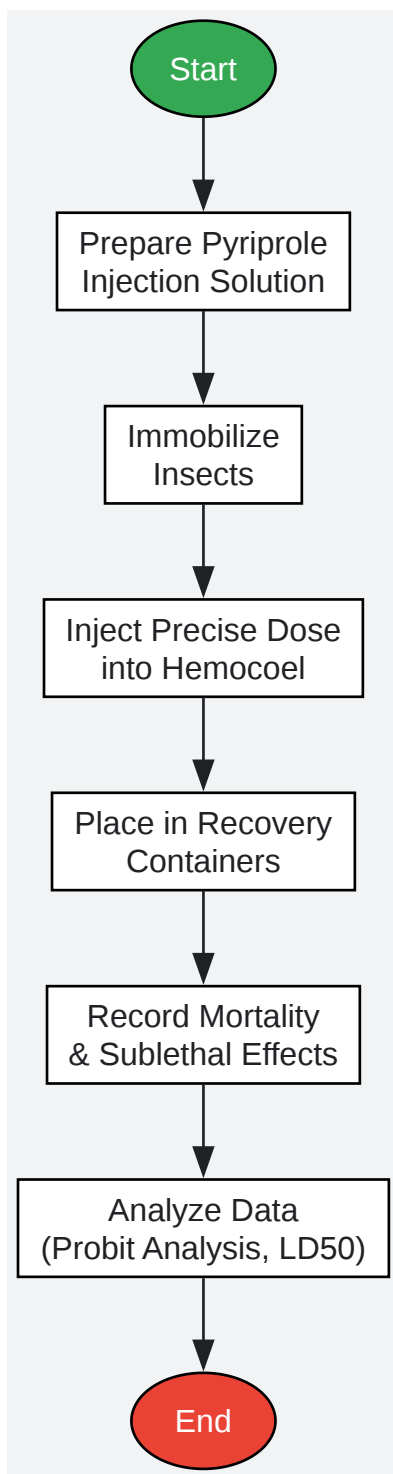 Start
Prepare Pyriprole
Injection Solution
Immobilize
Insects
Inject Precise Dose
into Hemocoel
Place in Recovery
Containers
Record Mortality
& Sublethal Effects
Analyze Data
(Probit Analysis, LD50)
End